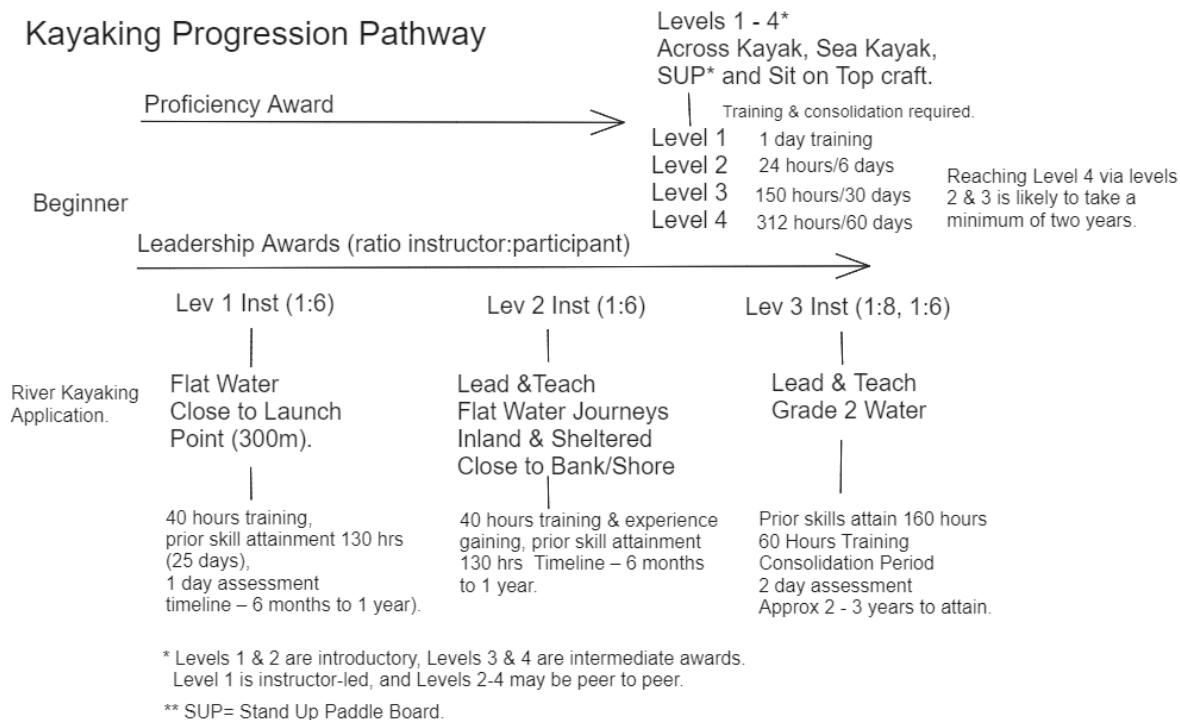 Kayaking Progression Pathway
Levels 1 - 4*
Across Kayak, Sea Kayak,
SUP* and Sit on Top craft.
Proficiency Award
Training & consolidation required.
Level 1 1 day training
Level 2 24 hours/6 days
Level 3 150 hours/30 days
Level 4 312 hours/60 days
Reaching Level 4 via levels
2 & 3 is likely to take a
minimum of two years.
Beginner
Leadership Awards (ratio instructor:participant)
Lev 1 Inst (1:6)
Lev 2 Inst (1:6)
Lev 3 Inst (1:8, 1:6)
River Kayaking
Application.
Flat Water
Close to Launch
Point (300m).
Lead &Teach
Flat Water Journeys
Inland & Sheltered
Close to Bank/Shore
Lead & Teach
Grade 2 Water
40 hours training,
prior skill attainment 130 hrs
(25 days),
1 day assessment
timeline – 6 months to 1 year).
40 hours training & experience
gaining, prior skill attainment
130 hrs Timeline – 6 months
to 1 year.
Prior skills attain 160 hours
60 Hours Training
Consolidation Period
2 day assessment
Approx 2 - 3 years to attain.
* Levels 1 & 2 are introductory, Levels 3 & 4 are intermediate awards.
Level 1 is instructor-led, and Levels 2-4 may be peer to peer.
** SUP= Stand Up Paddle Board.